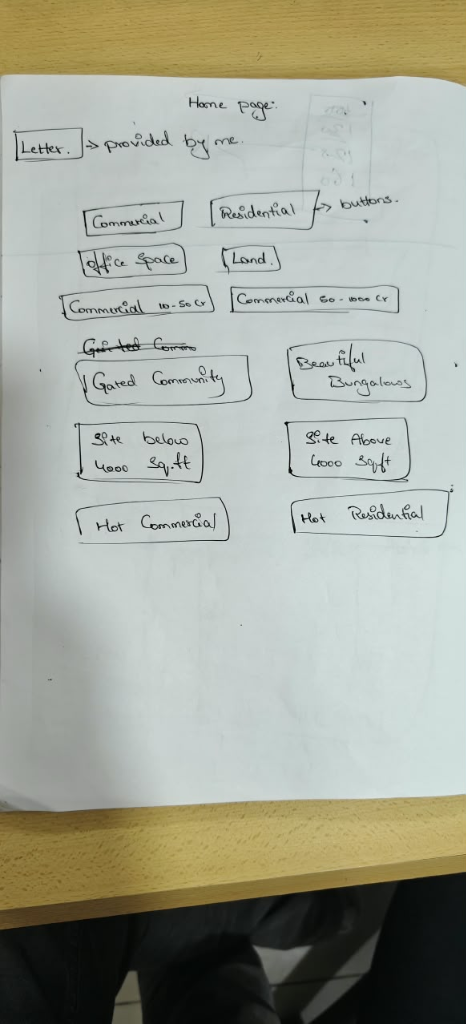 Home page:
Letter. → provided by me.
Commercial Residential → buttons.
Office Space Land.
Commercial 10-50 Cr Commercial 50-1000 Cr
Gated Community
Beautiful
Bungalows
Site below
4000 Sq.ft
Site Above
4000 Sqft
Hot Commercial Hot Residential